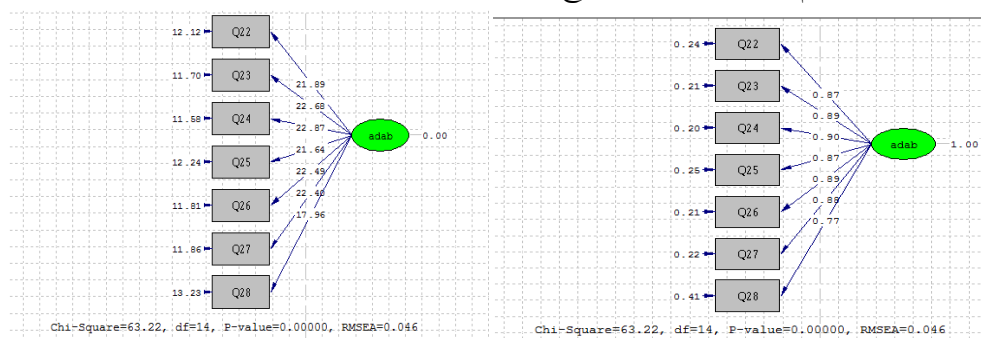 12.12 Q22
11.70 Q23
11.68 Q24
12.24 Q25
11.81 Q26
11.86 Q27
13.23 Q28
21.89
22.68
22.87
21.64
22.49
22.40
17.96
adab 0.00
Chi-Square=63.22, df=14, P-value=0.00000, RMSEA=0.046
0.24 Q22
0.21 Q23
0.20 Q24
0.25 Q25
0.21 Q26
0.22 Q27
0.41 Q28
0.87
0.89
0.90
0.87
0.89
0.88
0.77
adab 1.00
Chi-Square=63.22, df=14, P-value=0.00000, RMSEA=0.046